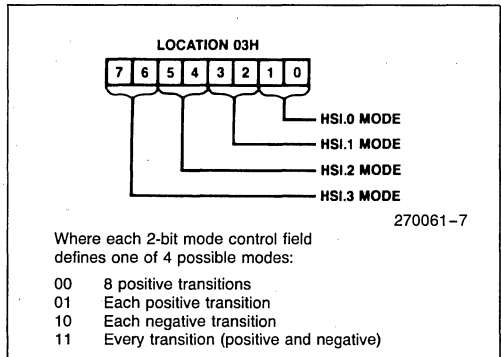 LOCATION 03H
7 6 5 4 3 2 1 0
HSI.0 MODE
HSI.1 MODE
HSI.2 MODE
HSI.3 MODE
270061–7
Where each 2-bit mode control field
defines one of 4 possible modes:
00 8 positive transitions
01 Each positive transition
10 Each negative transition
11 Every transition (positive and negative)